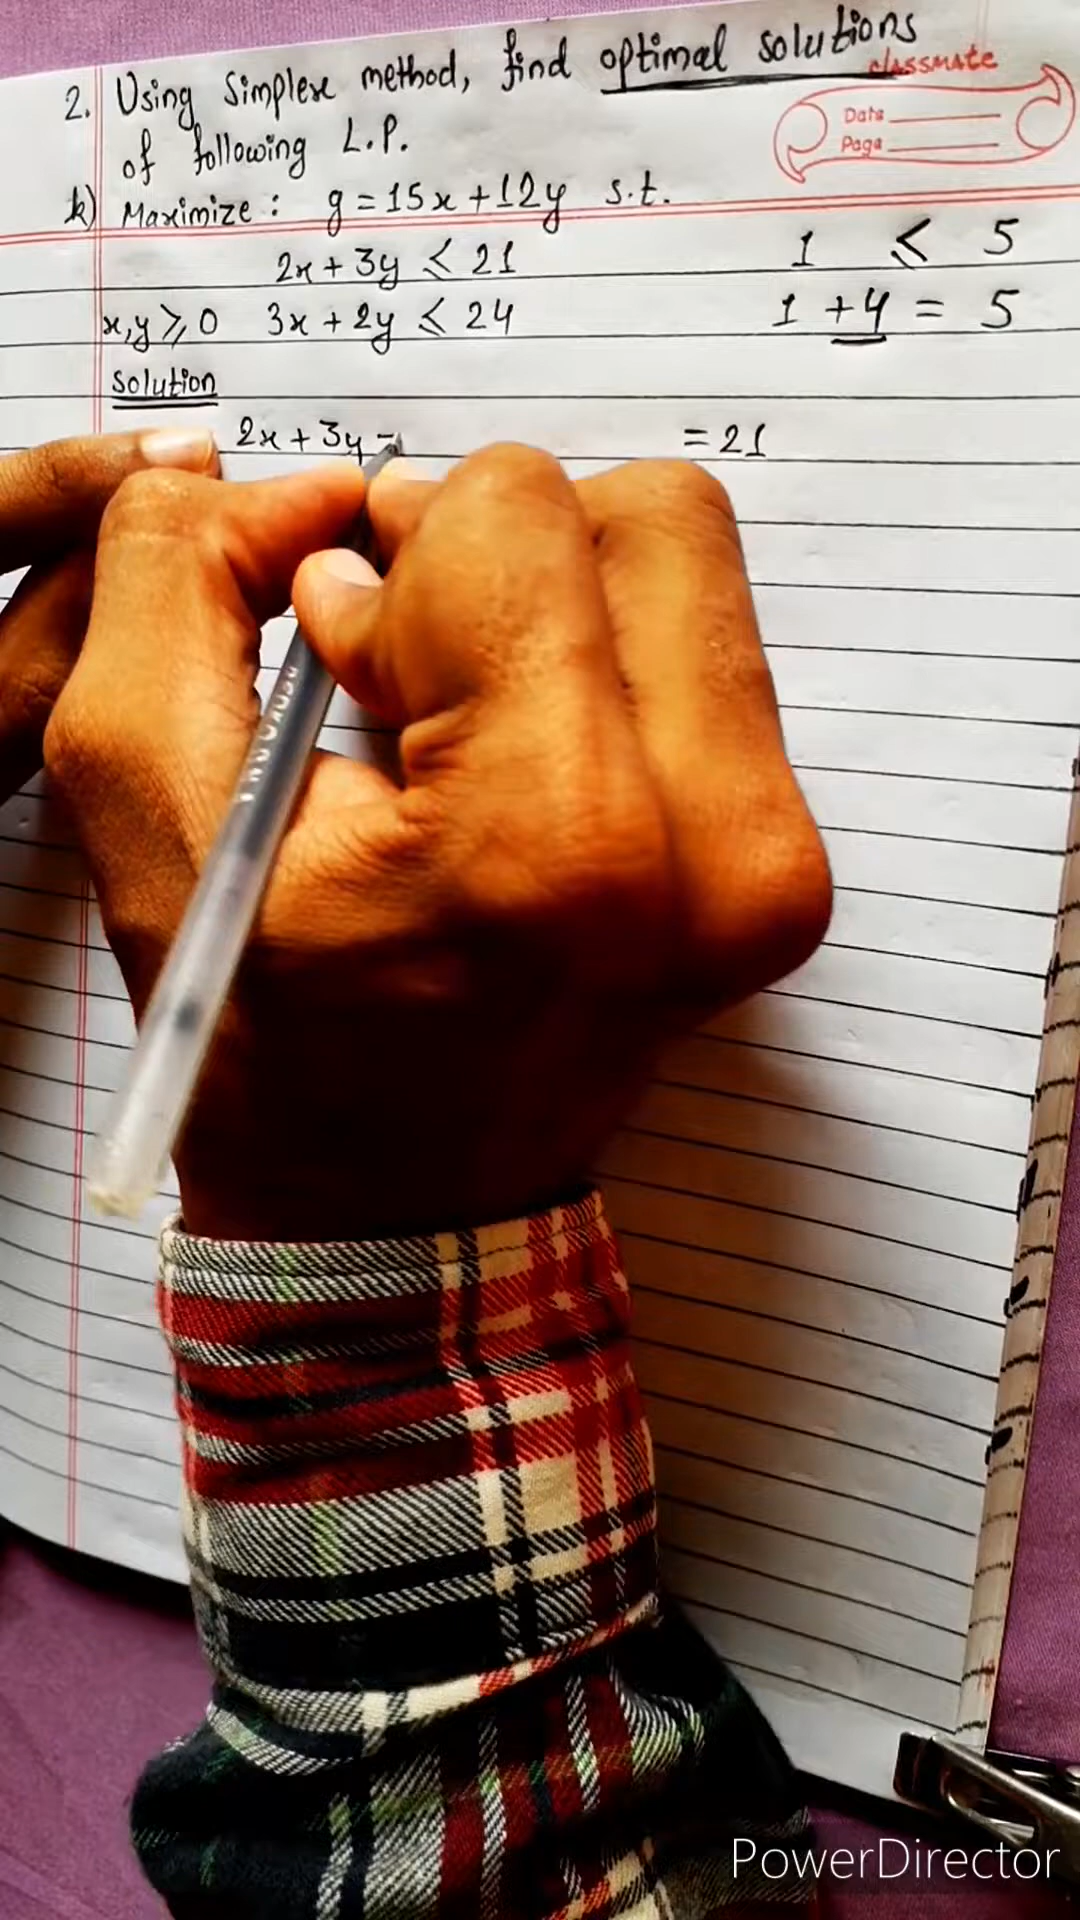 2. Using Simplex method, find optimal solutions
classmate
of following L.P.
Date
Page
k) Maximize : g = 15x + 12y s.t.
2x + 3y ≤ 21
1 ≤ 5
x,y ≥ 0 3x + 2y ≤ 24
1 + 4 = 5
Solution
2x + 3y = 21
PowerDirector